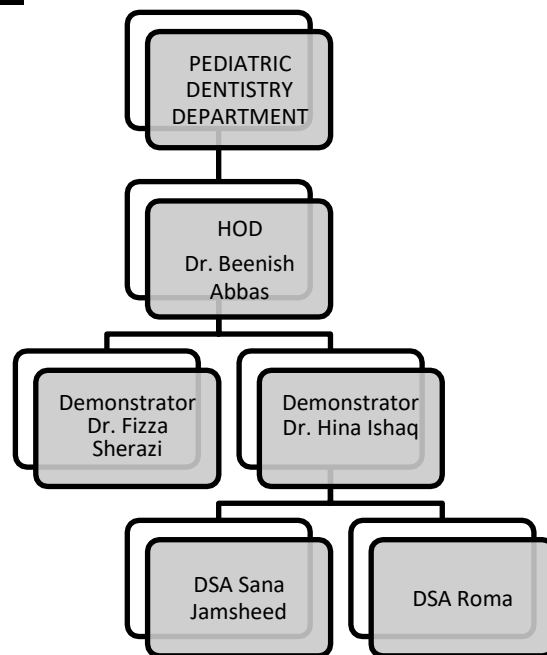 PEDIATRIC
DENTISTRY
DEPARTMENT
HOD
Dr. Beenish
Abbas
Demonstrator
Dr. Fizza
Sherazi
Demonstrator
Dr. Hina Ishaq
DSA Sana
Jamsheed
DSA Roma